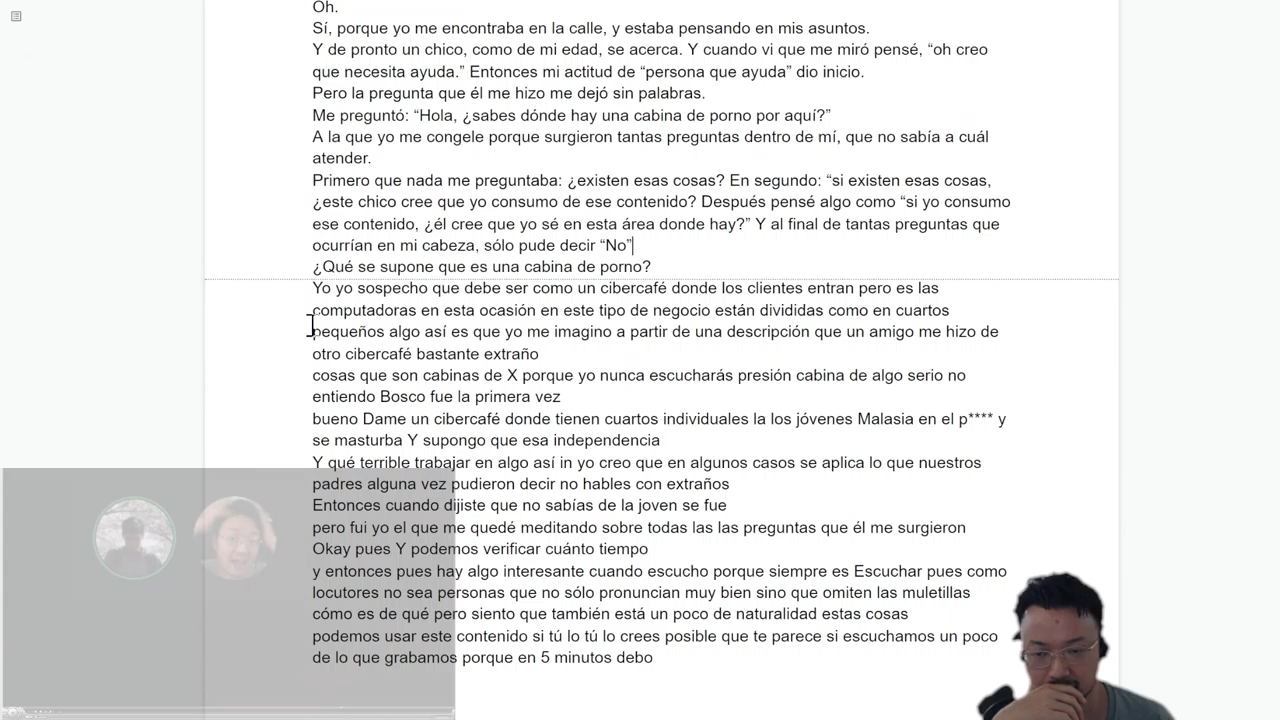 Oh.
Sí, porque yo me encontraba en la calle, y estaba pensando en mis asuntos.
Y de pronto un chico, como de mi edad, se acerca. Y cuando vi que me miró pensé, “oh creo
que necesita ayuda.” Entonces mi actitud de “persona que ayuda” dio inicio.
Pero la pregunta que él me hizo me dejó sin palabras.
Me preguntó: “Hola, ¿sabes dónde hay una cabina de porno por aquí?”
A la que yo me congele porque surgieron tantas preguntas dentro de mí, que no sabía a cuál
atender.
Primero que nada me preguntaba: ¿existen esas cosas? En segundo: “si existen esas cosas,
¿este chico cree que yo consumo de ese contenido? Después pensé algo como “si yo consumo
ese contenido, ¿él cree que yo sé en esta área donde hay?” Y al final de tantas preguntas que
ocurrían en mi cabeza, sólo pude decir “No”
¿Qué se supone que es una cabina de porno?
Yo yo sospecho que debe ser como un cibercafé donde los clientes entran pero es las
computadoras en esta ocasión en este tipo de negocio están divididas como en cuartos
pequeños algo así es que yo me imagino a partir de una descripción que un amigo me hizo de
otro cibercafé bastante extraño
cosas que son cabinas de X porque yo nunca escucharás presión cabina de algo serio no
entiendo Bosco fue la primera vez
bueno Dame un cibercafé donde tienen cuartos individuales la los jóvenes Malasia en el p**** y
se masturba Y supongo que esa independencia
Y qué terrible trabajar en algo así in yo creo que en algunos casos se aplica lo que nuestros
padres alguna vez pudieron decir no hables con extraños
Entonces cuando dijiste que no sabías de la joven se fue
pero fui yo el que me quedé meditando sobre todas las las preguntas que él me surgieron
Okay pues Y podemos verificar cuánto tiempo
y entonces pues hay algo interesante cuando escucho porque siempre es Escuchar pues como
locutores no sea personas que no sólo pronuncian muy bien sino que omiten las muletillas
cómo es de qué pero siento que también está un poco de naturalidad estas cosas
podemos usar este contenido si tú lo tú lo crees posible que te parece si escuchamos un poco
de lo que grabamos porque en 5 minutos debo